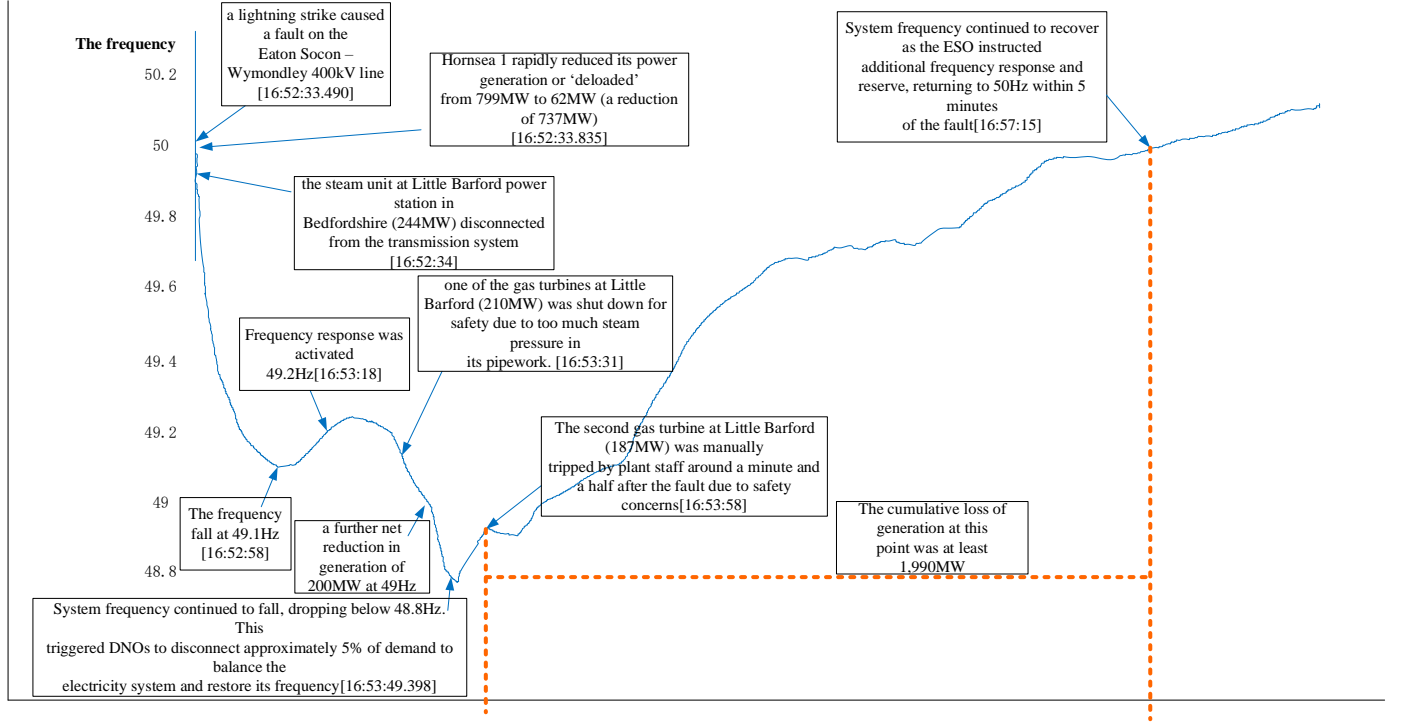 a lightning strike caused
a fault on the
Eaton Socon –
Wymondley 400kV line
[16:52:33.490]
The frequency
50.2
50
49.8
49.6
49.4
49.2
49
48.8
Hornsea 1 rapidly reduced its power
generation or ‘deloaded’
from 799MW to 62MW (a reduction
of 737MW)
[16:52:33.835]
System frequency continued to recover
as the ESO instructed
additional frequency response and
reserve, returning to 50Hz within 5
minutes
of the fault[16:57:15]
the steam unit at Little Barford power
station in
Bedfordshire (244MW) disconnected
from the transmission system
[16:52:34]
one of the gas turbines at Little
Barford (210MW) was shut down for
safety due to too much steam
pressure in
its pipework. [16:53:31]
Frequency response was
activated
49.2Hz[16:53:18]
The second gas turbine at Little Barford
(187MW) was manually
tripped by plant staff around a minute and
a half after the fault due to safety
concerns[16:53:58]
The frequency
fall at 49.1Hz
[16:52:58]
a further net
reduction in
generation of
200MW at 49Hz
The cumulative loss of
generation at this
point was at least
1,990MW
System frequency continued to fall, dropping below 48.8Hz.
This
triggered DNOs to disconnect approximately 5% of demand to
balance the
electricity system and restore its frequency[16:53:49.398]